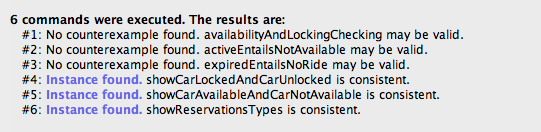 6 commands were executed. The results are:
#1: No counterexample found. availabilityAndLockingChecking may be valid.
#2: No counterexample found. activeEntailsNotAvailable may be valid.
#3: No counterexample found. expiredEntailsNoRide may be valid.
#4: Instance found. showCarLockedAndCarUnlocked is consistent.
#5: Instance found. showCarAvailableAndCarNotAvailable is consistent.
#6: Instance found. showReservationsTypes is consistent.